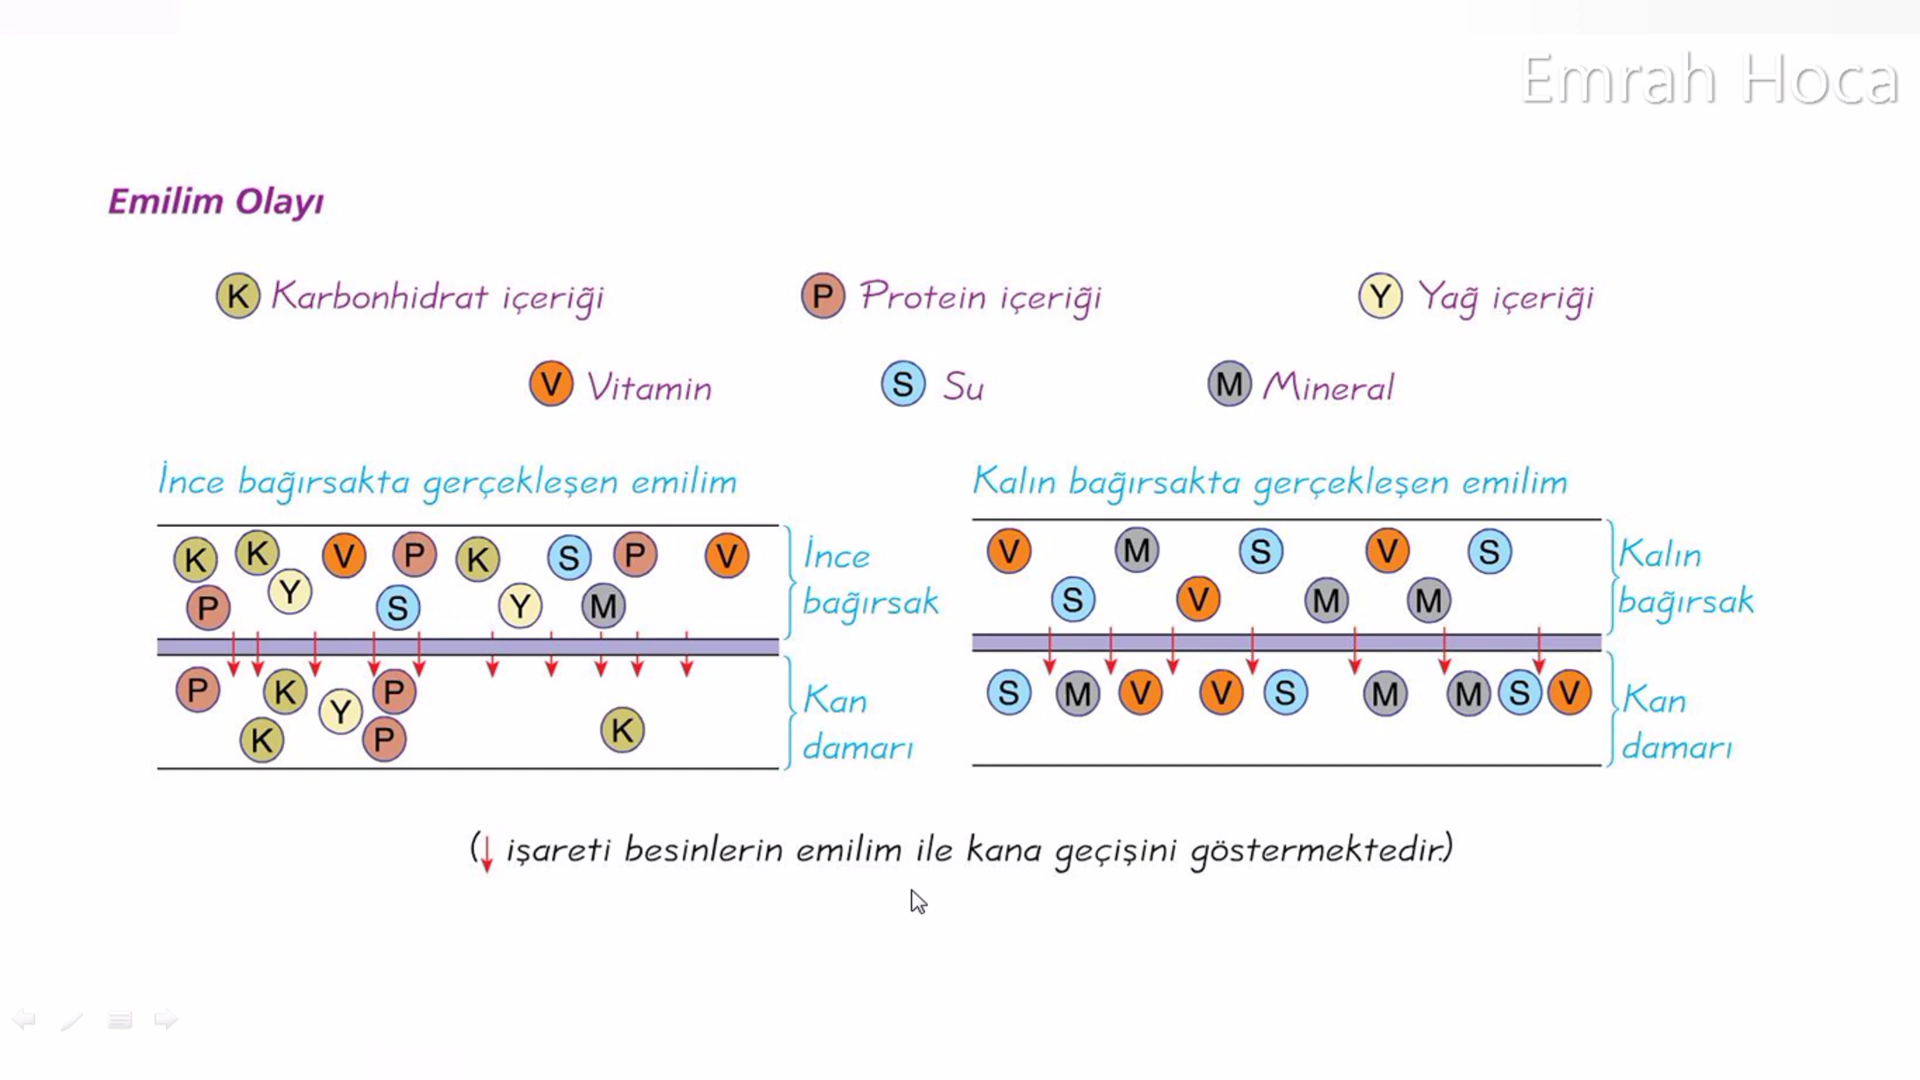 Emrah Hoca
Emilim Olayı
K Karbonhidrat içeriği P Protein içeriği Y Yağ içeriği
V Vitamin S Su M Mineral
İnce bağırsakta gerçekleşen emilim
K K V P K S P V
P Y S Y M
İnce
bağırsak
P K Y P
K P K
Kan
damarı
Kalın bağırsakta gerçekleşen emilim
V M S V S
S V M M
Kalın
bağırsak
S M V V S M M S V
Kan
damarı
(↓ işareti besinlerin emilim ile kana geçişini göstermektedir.)